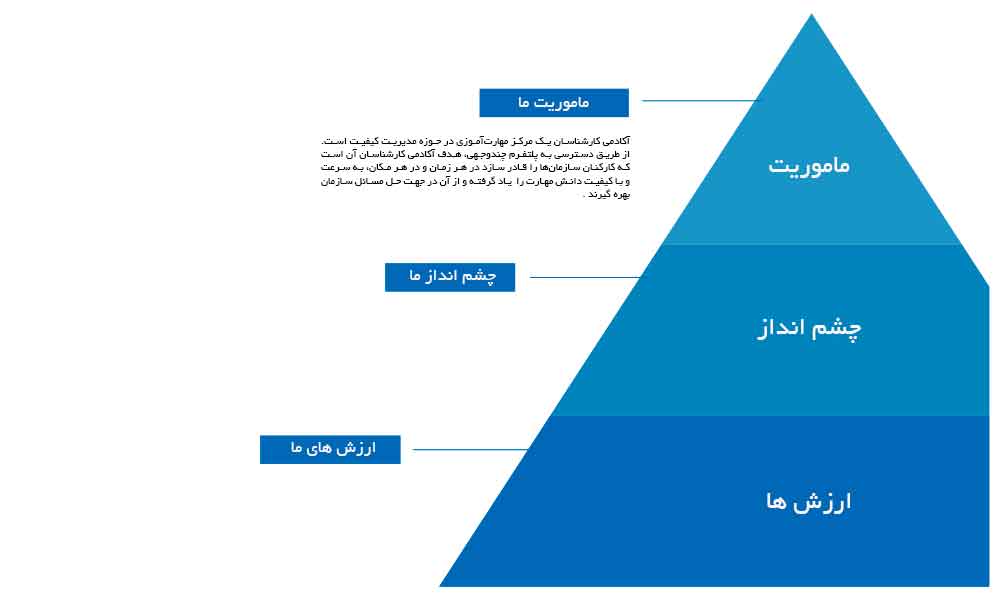 ماموریت ما
آکادمی کارشناسان یک مرکز مهارت‌آموزی در حوزه مدیریت کیفیت است.
از طریق دسترسی به پلتفرم چندوجهی، هدف آکادمی کارشناسان آن است
که کارکنان سازمان‌ها را قادر سازد در هر زمان و در هر مکان، به سرعت
و با کیفیت دانش مهارت را یاد گرفته و از آن در جهت حل مسائل سازمان
بهره گیرند .
ماموریت
چشم انداز ما
چشم انداز
ارزش های ما
ارزش ها